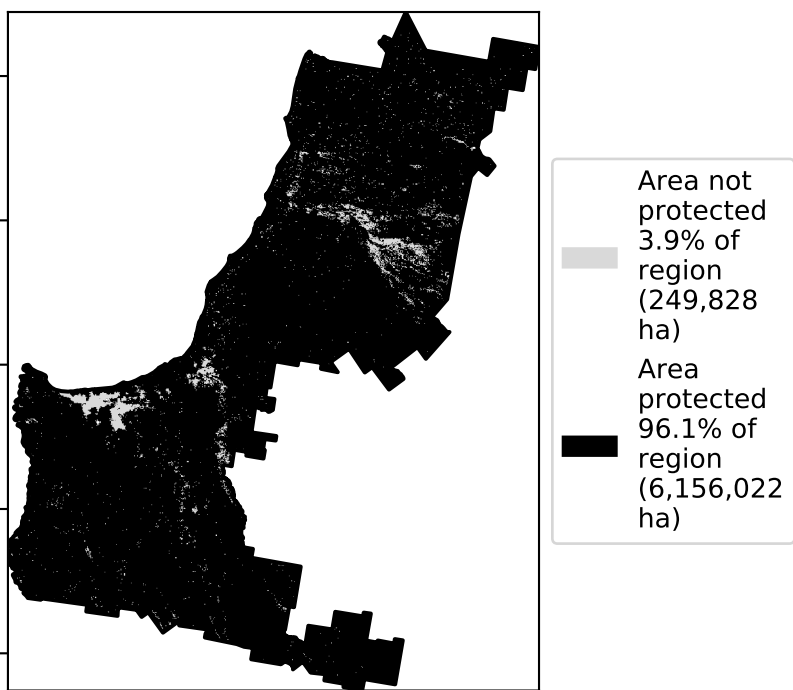 Area not
protected
3.9% of
region
(249,828
ha)
Area
protected
96.1% of
region
(6,156,022
ha)